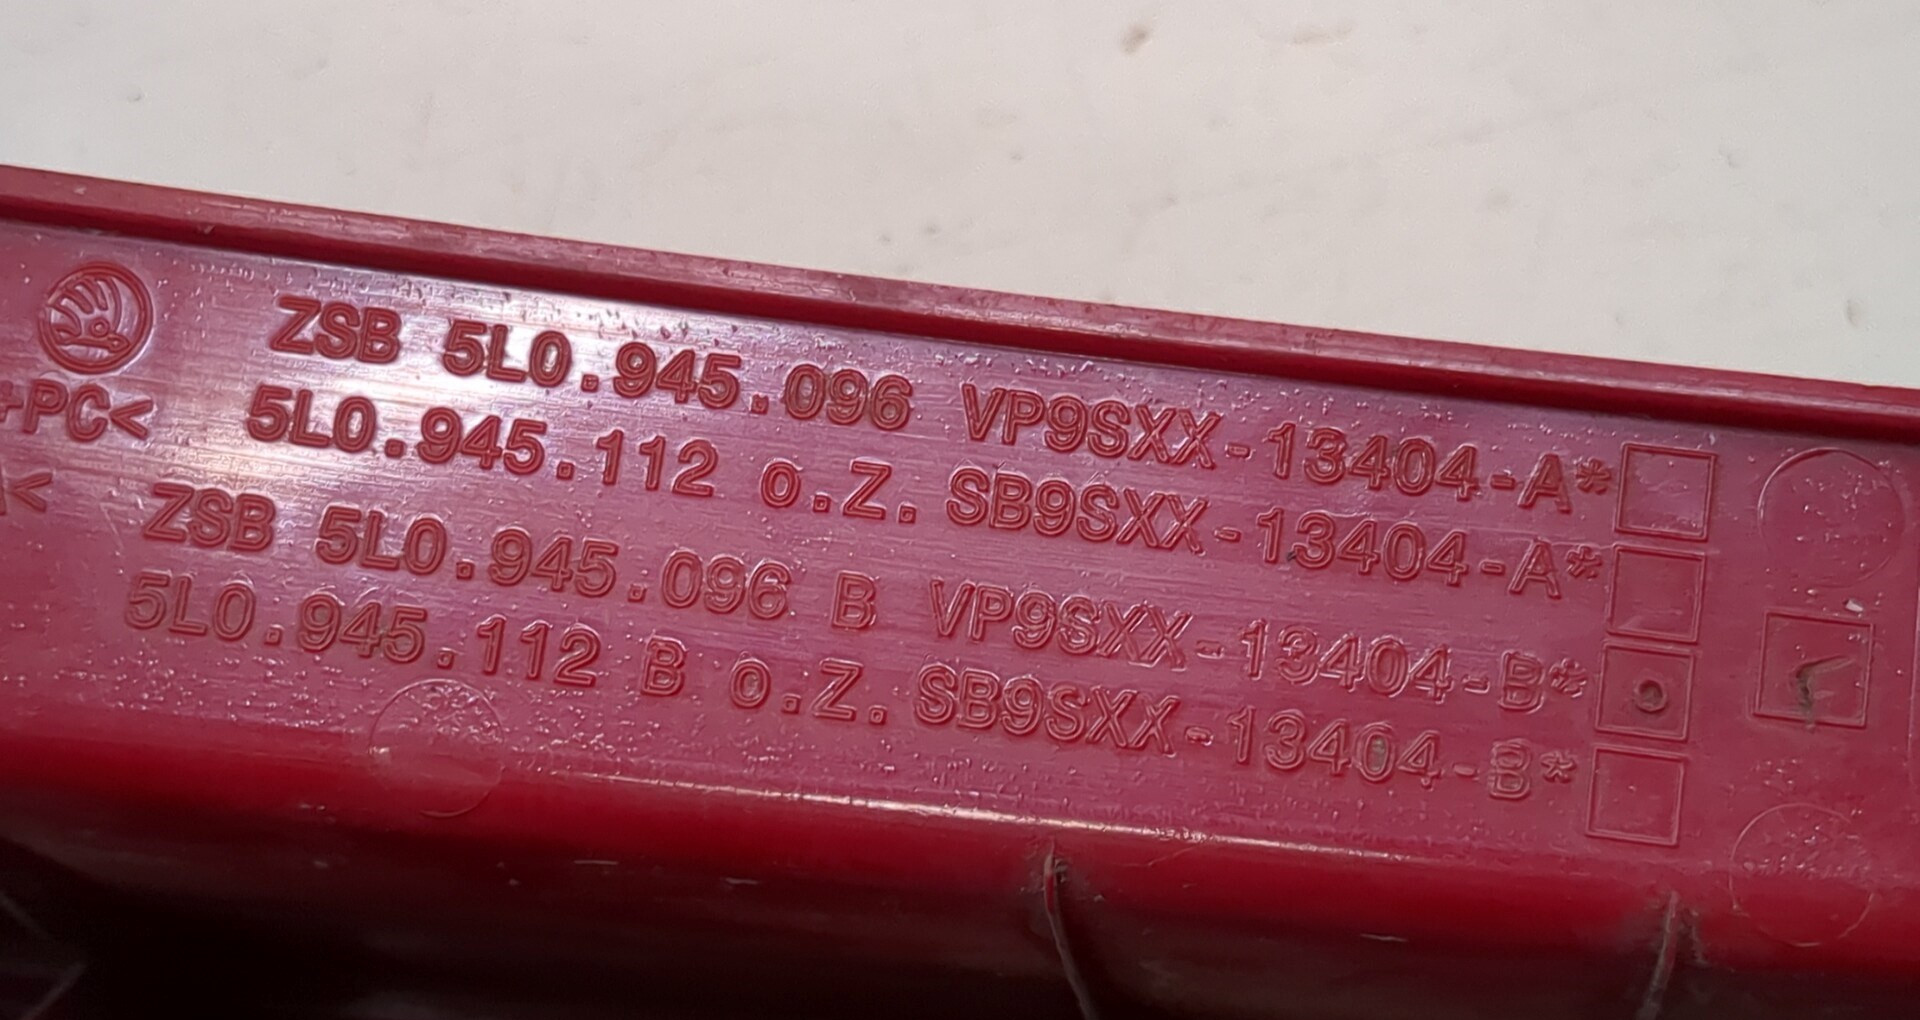 ZSB 5L0.945.096 VP9SXX-13404-A*
+PC< 5L0.945.112 o.Z. SB9SXX-13404-A*
< ZSB 5L0.945.096 B VP9SXX-13404-B*
5L0.945.112 B o.Z. SB9SXX-13404-B*